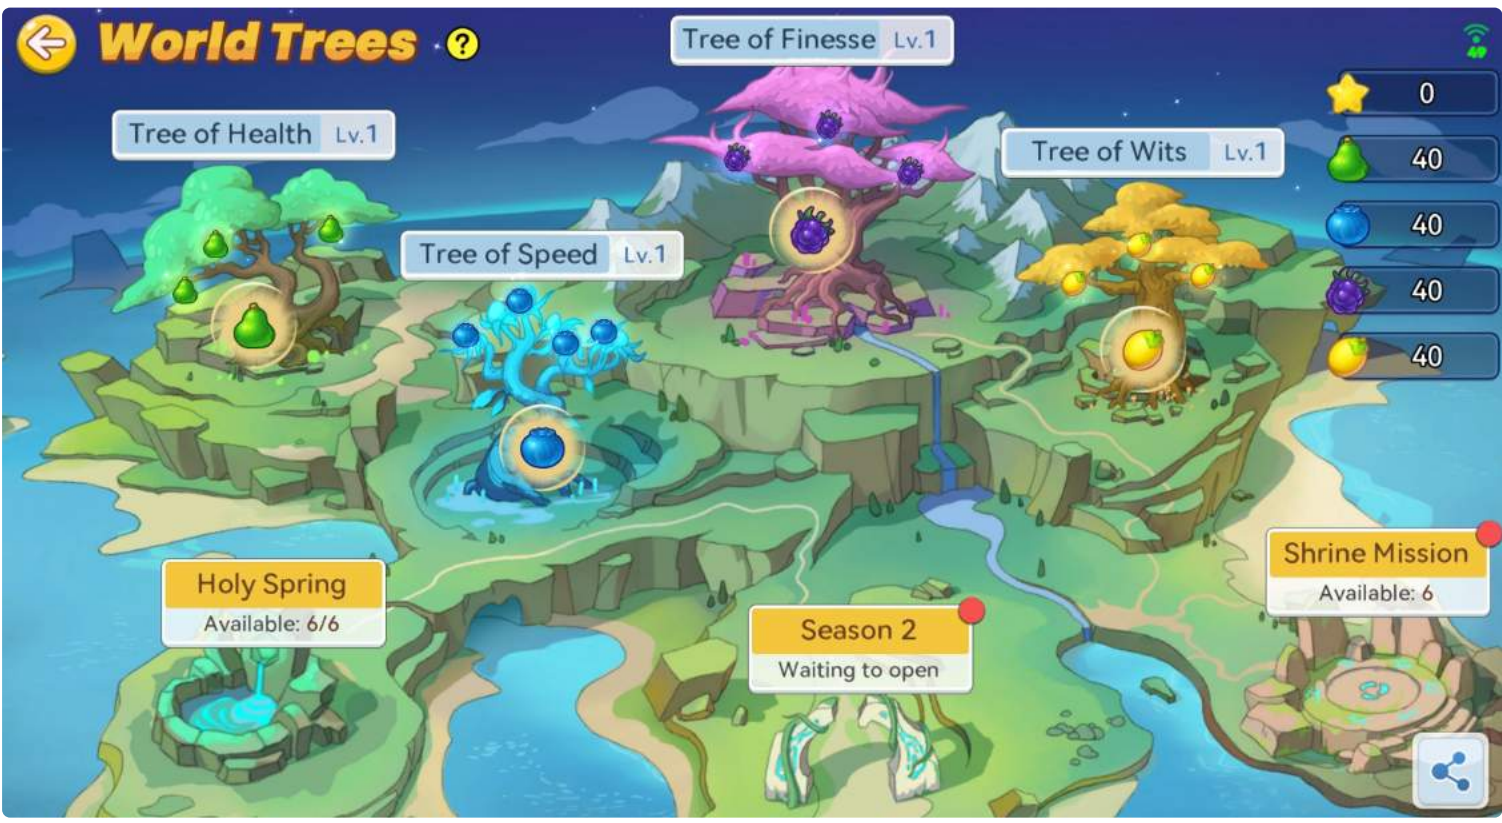 World Trees
?
Tree of Finesse Lv.1
49
0
Tree of Health Lv.1
Tree of Wits Lv.1
40
Tree of Speed Lv.1
40
40
40
Holy Spring
Available: 6/6
Season 2
Waiting to open
Shrine Mission
Available: 6